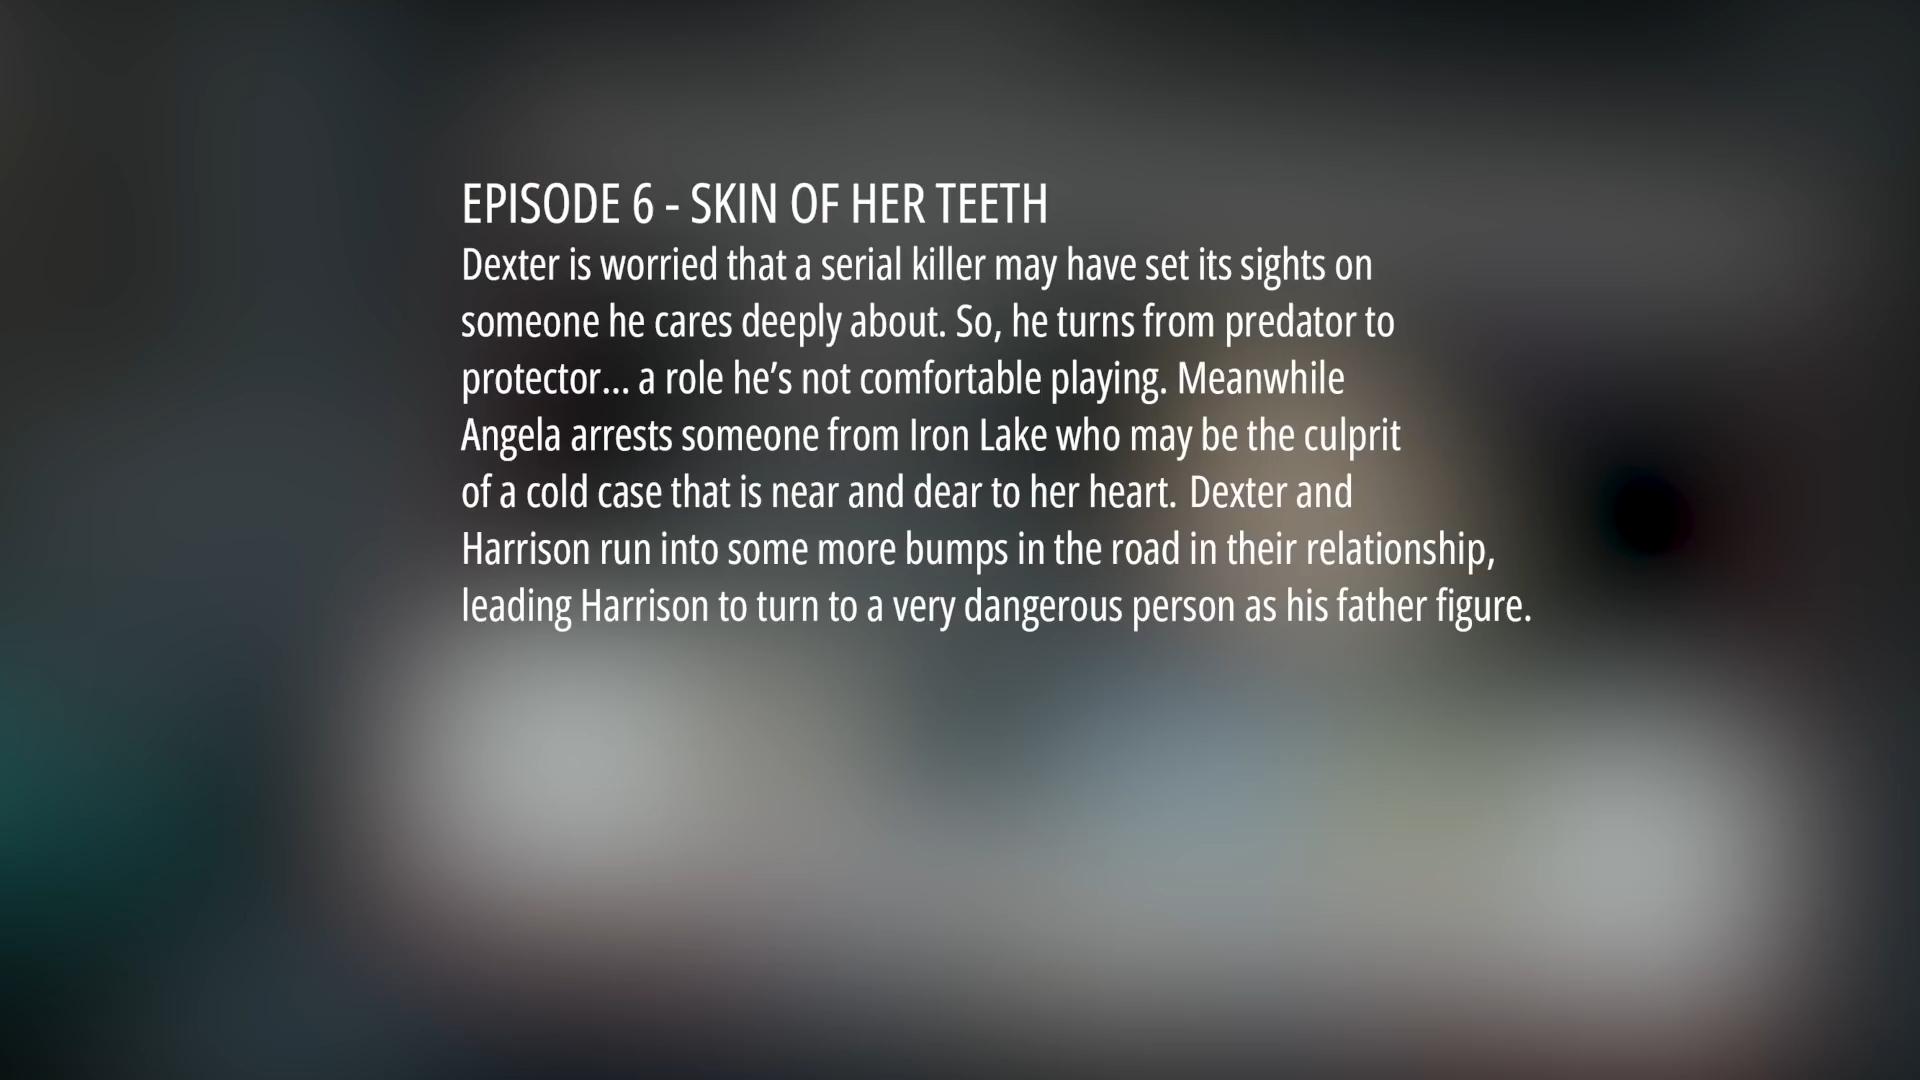 EPISODE 6 - SKIN OF HER TEETH
Dexter is worried that a serial killer may have set its sights on
someone he cares deeply about. So, he turns from predator to
protector... a role he’s not comfortable playing. Meanwhile
Angela arrests someone from Iron Lake who may be the culprit
of a cold case that is near and dear to her heart. Dexter and
Harrison run into some more bumps in the road in their relationship,
leading Harrison to turn to a very dangerous person as his father figure.